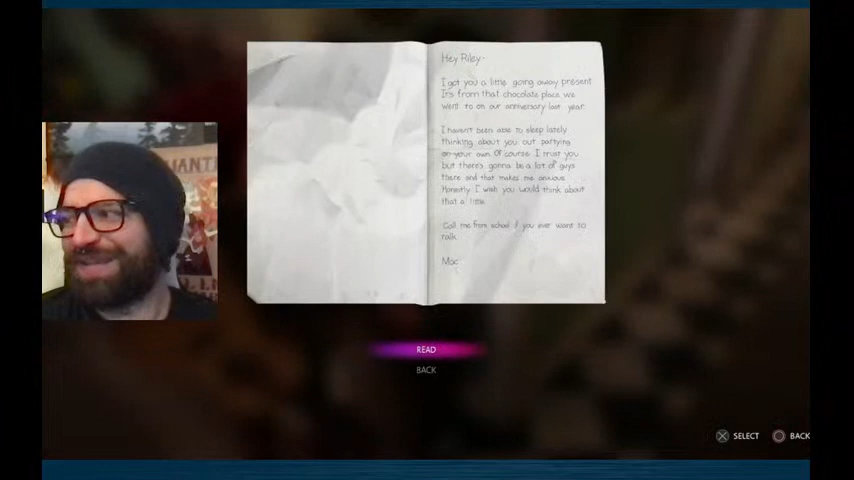 Hey Riley-
I got you a little going away present
It's from that chocolate place we
went to on our anniversary last year.
I haven't been able to sleep lately
thinking about you out partying
on your own. Of course I trust you
but there's gonna be a lot of guys
there and that makes me anxious.
Honestly I wish you would think about
that a little.
Call me from school if you ever want to
talk.
Mac
READ
BACK
SELECT
BACK